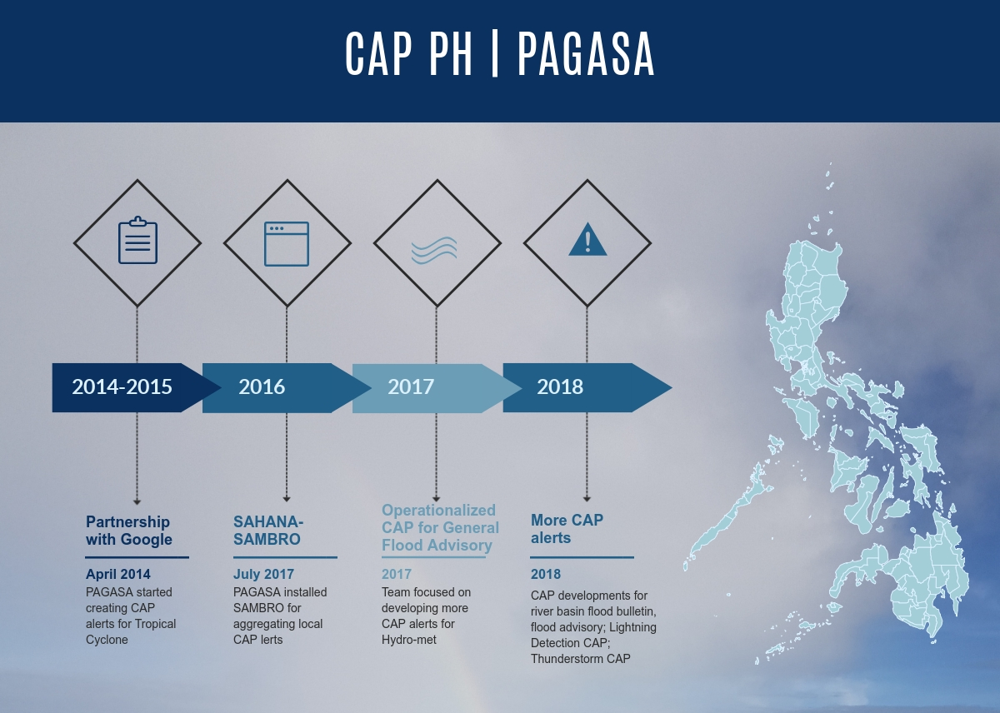 CAP PH | PAGASA
2014-2015
2016
2017
2018
Partnership
with Google
April 2014
PAGASA started
creating CAP
alerts for Tropical
Cyclone
SAHANA-
SAMBRO
July 2017
PAGASA installed
SAMBRO for
aggregating local
CAP lerts
Operationalized
CAP for General
Flood Advisory
2017
Team focused on
developing more
CAP alerts for
Hydro-met
More CAP
alerts
2018
CAP developments for
river basin flood bulletin,
flood advisory; Lightning
Detection CAP;
Thunderstorm CAP